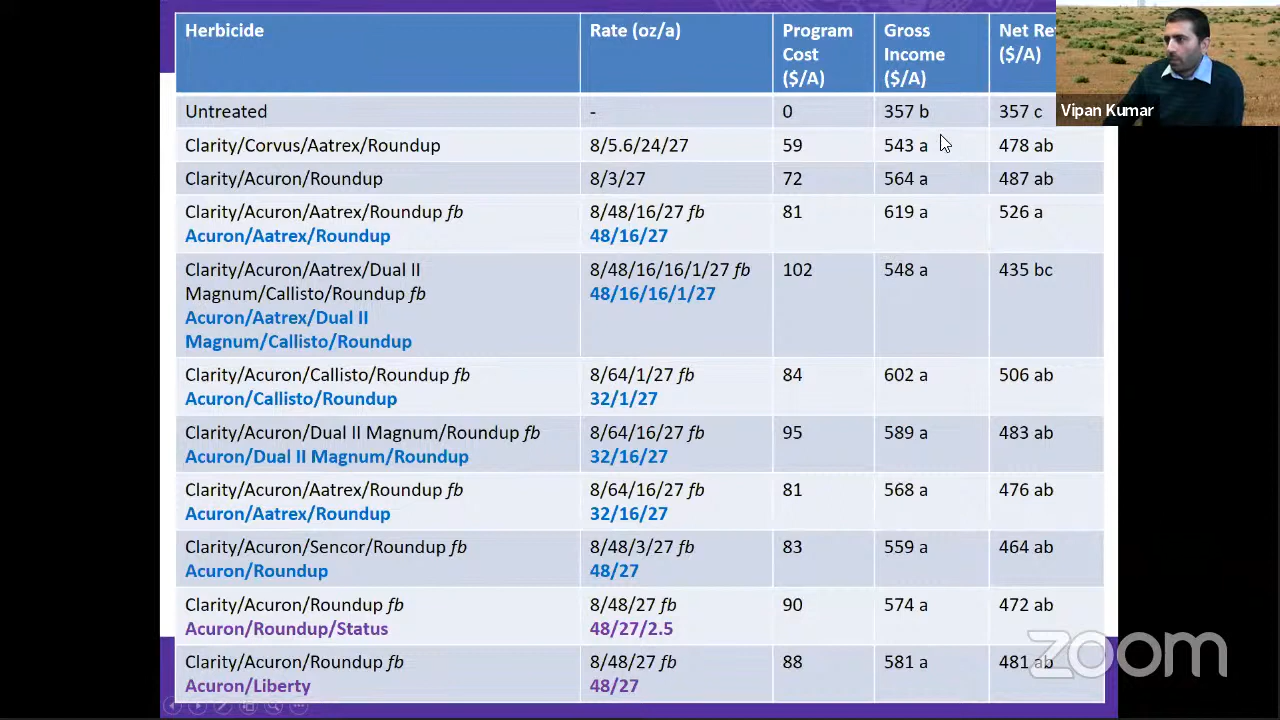 Herbicide Rate (oz/a) Program Cost ($/A) Gross Income ($/A) Net ($/A)
Vipan Kumar
Untreated - 0 357 b 357 c
Clarity/Corvus/Aatrex/Roundup 8/5.6/24/27 59 543 a 478 ab
Clarity/Acuron/Roundup 8/3/27 72 564 a 487 ab
Clarity/Acuron/Aatrex/Roundup fb 8/48/16/27 fb 81 619 a 526 a
Acuron/Aatrex/Roundup 48/16/27
Clarity/Acuron/Aatrex/Dual II 8/48/16/16/1/27 fb 102 548 a 435 bc
Magnum/Callisto/Roundup fb 48/16/16/1/27
Acuron/Aatrex/Dual II
Magnum/Callisto/Roundup
Clarity/Acuron/Callisto/Roundup fb 8/64/1/27 fb 84 602 a 506 ab
Acuron/Callisto/Roundup 32/1/27
Clarity/Acuron/Dual II Magnum/Roundup fb 8/64/16/27 fb 95 589 a 483 ab
Acuron/Dual II Magnum/Roundup 32/16/27
Clarity/Acuron/Aatrex/Roundup fb 8/64/16/27 fb 81 568 a 476 ab
Acuron/Aatrex/Roundup 32/16/27
Clarity/Acuron/Sencor/Roundup fb 8/48/3/27 fb 83 559 a 464 ab
Acuron/Roundup 48/27
Clarity/Acuron/Roundup fb 8/48/27 fb 90 574 a 472 ab
Acuron/Roundup/Status 48/27/2.5
Clarity/Acuron/Roundup fb 8/48/27 fb 88 581 a 481 ab
Acuron/Liberty 48/27
zoom